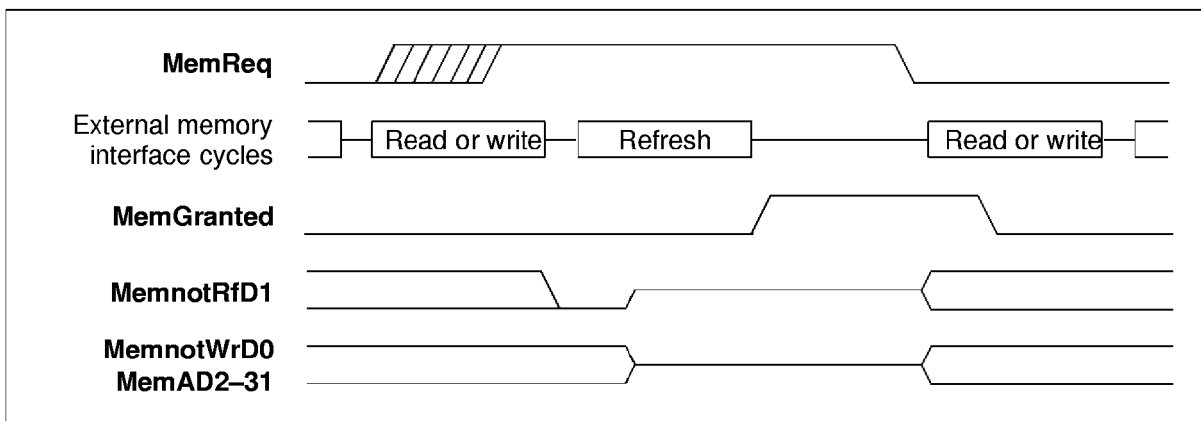 MemReq
External memory
interface cycles
Read or write
Refresh
Read or write
MemGranted
MemnotRfD1
MemnotWrD0
MemAD2–31